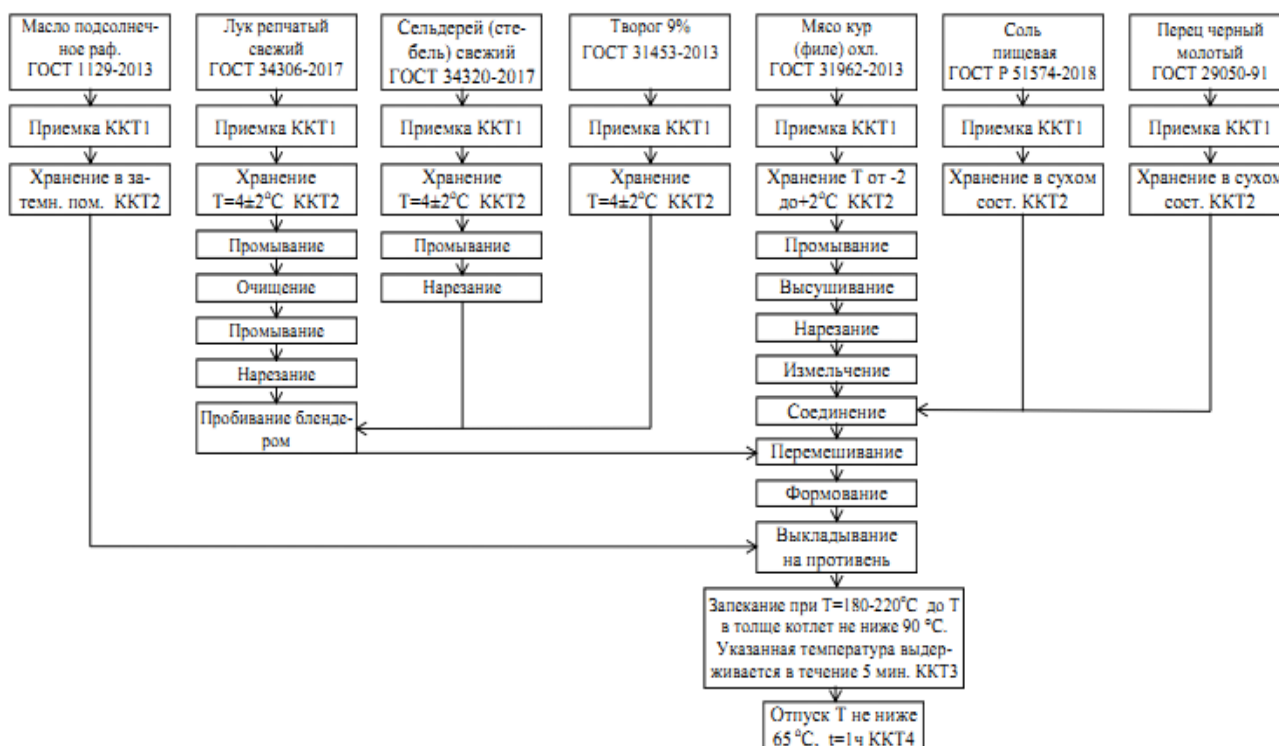 Масло подсолнеч-
ное раф.
ГОСТ 1129-2013
Лук репчатый
свежий
ГОСТ 34306-2017
Сельдерей (сте-
бель) свежий
ГОСТ 34320-2017
Творог 9%
ГОСТ 31453-2013
Мясо кур
(филе) охл.
ГОСТ 31962-2013
Соль
пищевая
ГОСТ Р 51574-2018
Перец черный
молотый
ГОСТ 29050-91
Приемка ККТ1
Приемка ККТ1
Приемка ККТ1
Приемка ККТ1
Приемка ККТ1
Приемка ККТ1
Приемка ККТ1
Хранение в за-
темн. пом. ККТ2
Хранение
Т=4±2°С ККТ2
Хранение
Т=4±2°С ККТ2
Хранение
Т=4±2°С ККТ2
Хранение Т от -2
до+2°С ККТ2
Хранение в сухом
сост. ККТ2
Хранение в сухом
сост. ККТ2
Промывание
Промывание
Промывание
Очищение
Нарезание
Высушивание
Промывание
Нарезание
Нарезание
Измельчение
Пробивание бленде-
ром
Соединение
Перемешивание
Формование
Выкладывание
на противень
Запекание при Т=180-220°С до Т
в толще котлет не ниже 90 °С.
Указанная температура выдер-
живается в течение 5 мин. ККТ3
Отпуск Т не ниже
65 °С, t=1ч ККТ4